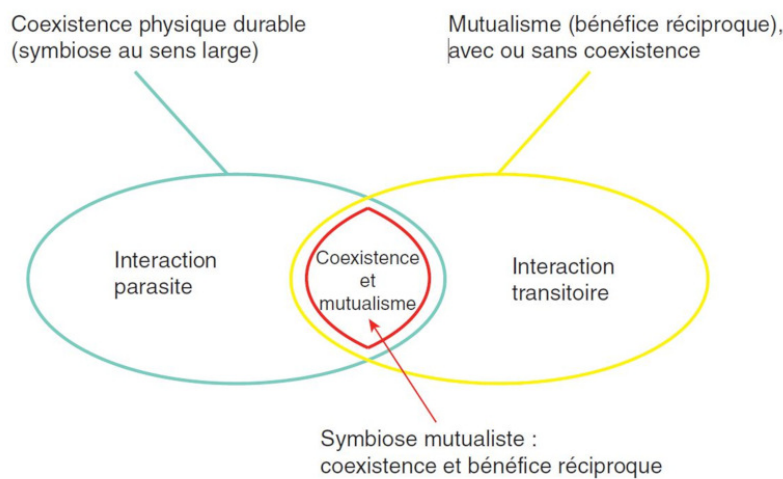 Coexistence physique durable
(symbiose au sens large)
Mutualisme (bénéfice réciproque),
avec ou sans coexistence
Interaction
parasite
Coexistence
et
mutualisme
Interaction
transitoire
Symbiose mutualiste :
coexistence et bénéfice réciproque